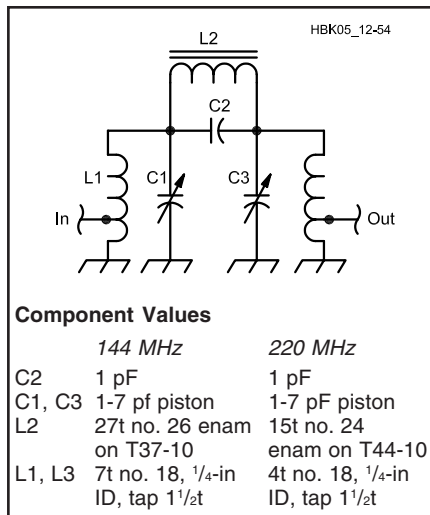 HBK05_12-54
L2
C2
L1
C1
C3
In
Out
Component Values
144 MHz 220 MHz
C2 1 pF 1 pF
C1, C3 1-7 pf piston 1-7 pF piston
L2 27t no. 26 enam 15t no. 24
on T37-10 enam on T44-10
L1, L3 7t no. 18, 1/4-in 4t no. 18, 1/4-in
ID, tap 11/2t ID, tap 11/2t